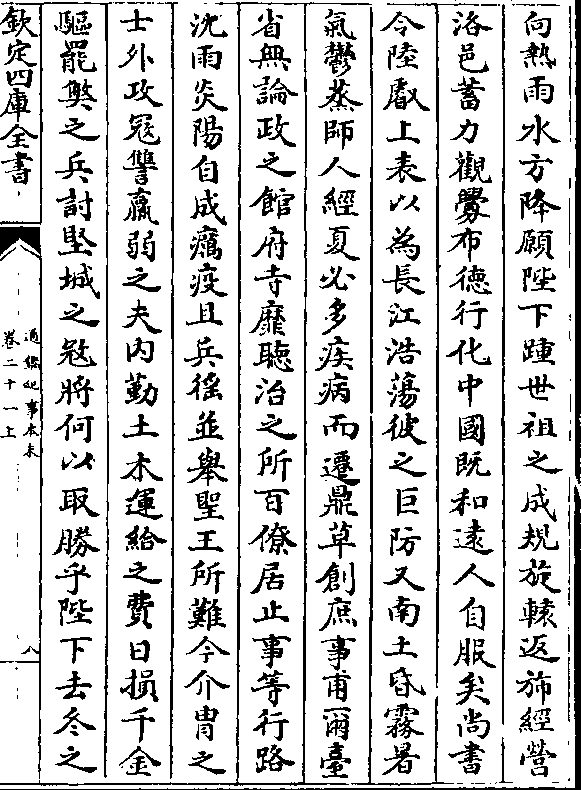 向熱雨水方降願陛下踵世祖之成規旋轅返斾經營
洛邑蓄力觀釁布德行化中國既和逺人自服矣尚書
令陸叡上表以為長江浩蕩彼之巨防又南土昏霧暑
氣鬱蒸師人經夏必多疾病而遷鼎草創庶事甫爾臺
省無論政之館府寺靡聽治之所百僚居止事等行路
沈雨炎陽自成癘疫且兵徭並舉聖王所難今介胄之
士外攻冦讐羸弱之夫内勤土木運給之費日損千金
驅罷獘之兵討堅城之冦將何以取勝乎陛下去冬之
欽定四庫全書
通鑑紀事本末
卷二十一上
八